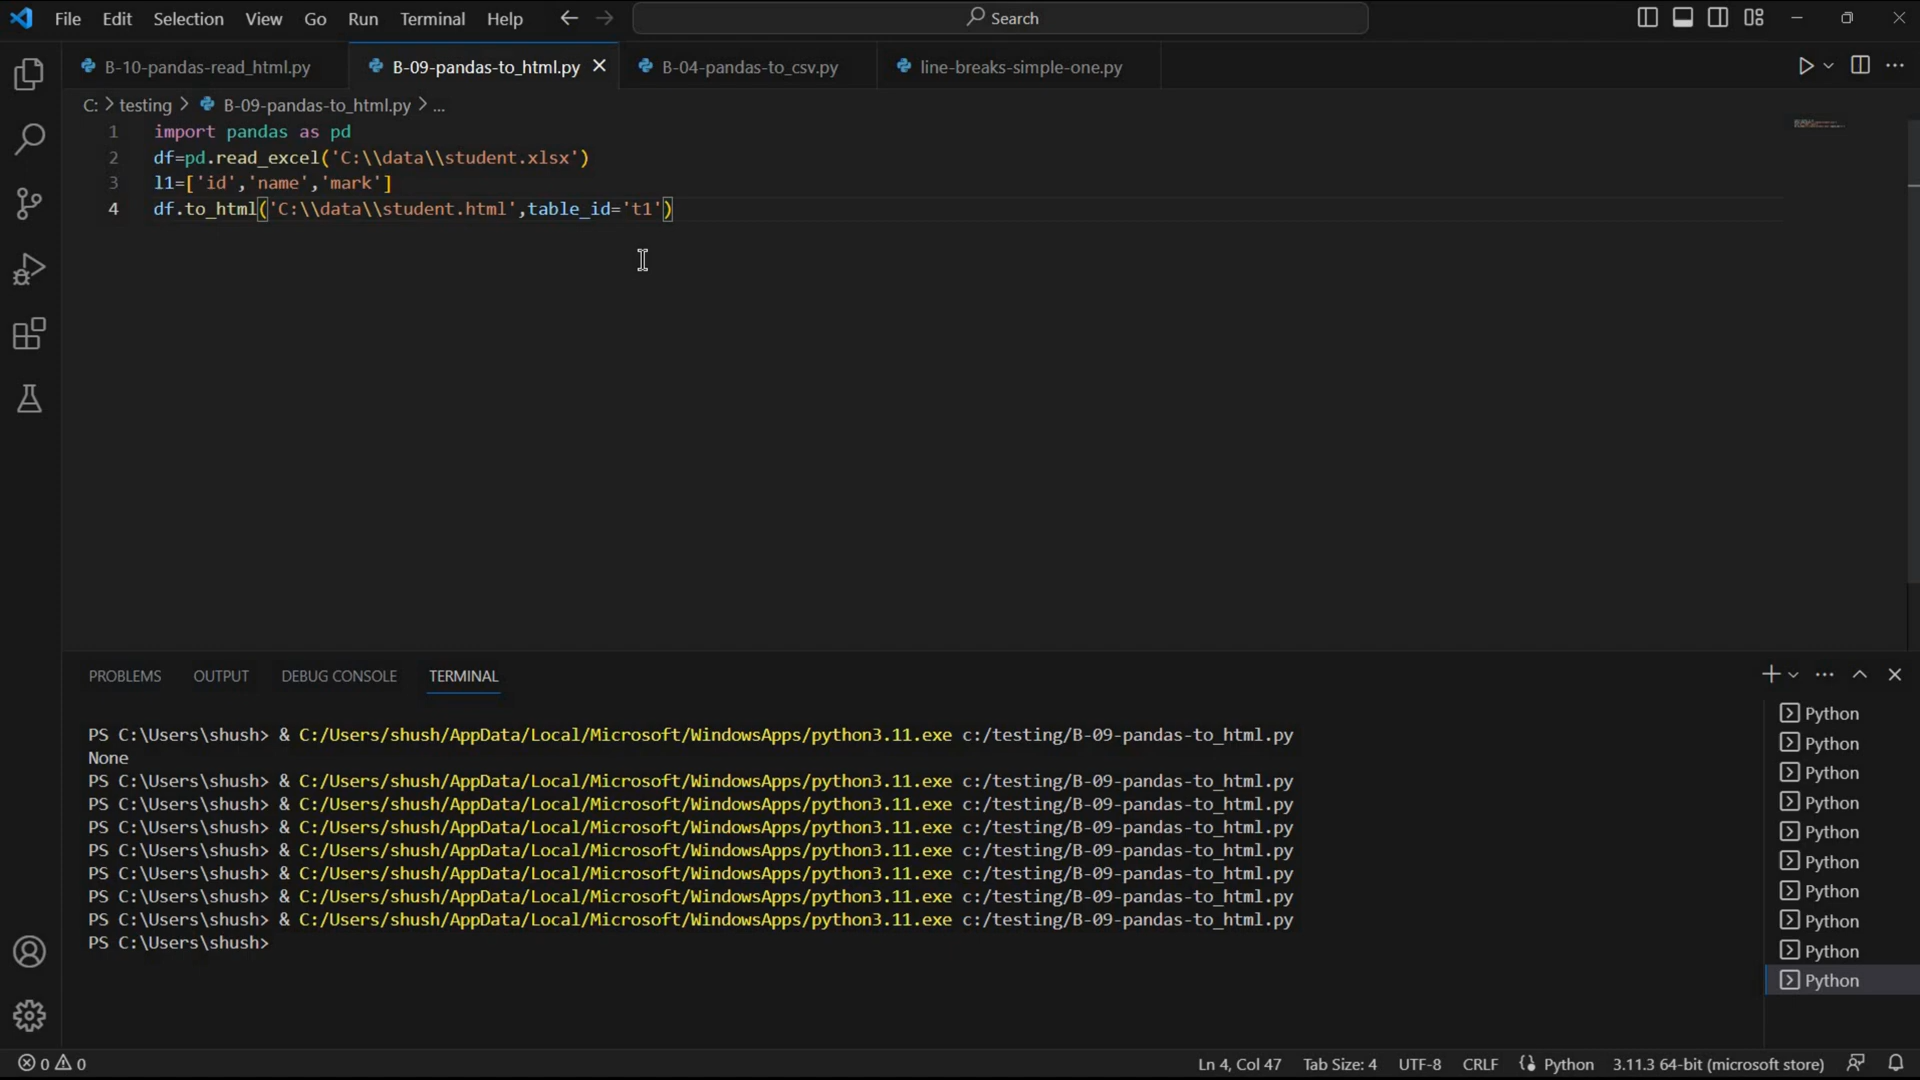 File Edit Selection View Go Run Terminal Help Search
B-10-pandas-read_html.py B-09-pandas-to_html.py B-04-pandas-to_csv.py line-breaks-simple-one.py
C: > testing > B-09-pandas-to_html.py > ...
1 import pandas as pd
2 df=pd.read_excel('C:\\data\\student.xlsx')
3 l1=['id','name','mark']
4 df.to_html('C:\\data\\student.html',table_id='t1')
PROBLEMS OUTPUT DEBUG CONSOLE TERMINAL
PS C:\Users\shush> & C:/Users/shush/AppData/Local/Microsoft/WindowsApps/python3.11.exe c:/testing/B-09-pandas-to_html.py
None
PS C:\Users\shush> & C:/Users/shush/AppData/Local/Microsoft/WindowsApps/python3.11.exe c:/testing/B-09-pandas-to_html.py
PS C:\Users\shush> & C:/Users/shush/AppData/Local/Microsoft/WindowsApps/python3.11.exe c:/testing/B-09-pandas-to_html.py
PS C:\Users\shush> & C:/Users/shush/AppData/Local/Microsoft/WindowsApps/python3.11.exe c:/testing/B-09-pandas-to_html.py
PS C:\Users\shush> & C:/Users/shush/AppData/Local/Microsoft/WindowsApps/python3.11.exe c:/testing/B-09-pandas-to_html.py
PS C:\Users\shush> & C:/Users/shush/AppData/Local/Microsoft/WindowsApps/python3.11.exe c:/testing/B-09-pandas-to_html.py
PS C:\Users\shush> & C:/Users/shush/AppData/Local/Microsoft/WindowsApps/python3.11.exe c:/testing/B-09-pandas-to_html.py
PS C:\Users\shush> & C:/Users/shush/AppData/Local/Microsoft/WindowsApps/python3.11.exe c:/testing/B-09-pandas-to_html.py
PS C:\Users\shush>
Python
Python
Python
Python
Python
Python
Python
Python
Python
Python
0 0 Ln 4, Col 47 Tab Size: 4 UTF-8 CRLF Python 3.11.3 64-bit (microsoft store)